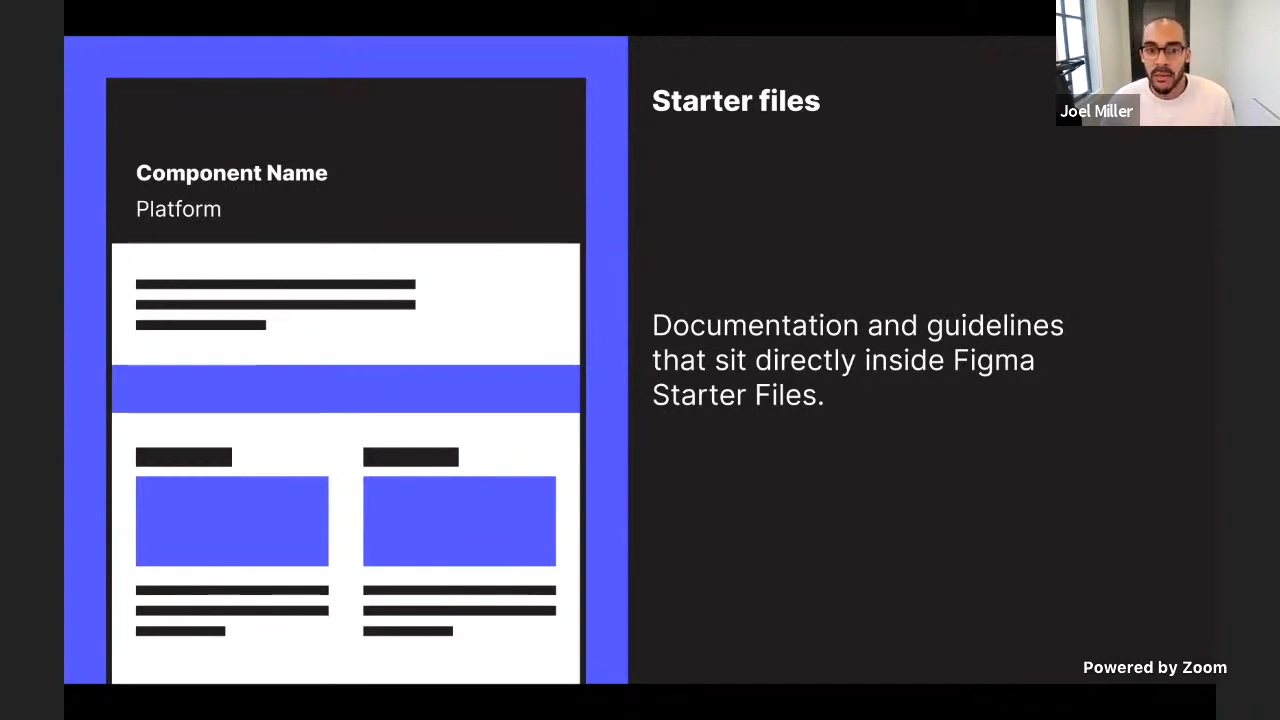 Starter files
Joel Miller
Component Name
Platform
Documentation and guidelines
that sit directly inside Figma
Starter Files.
Powered by Zoom